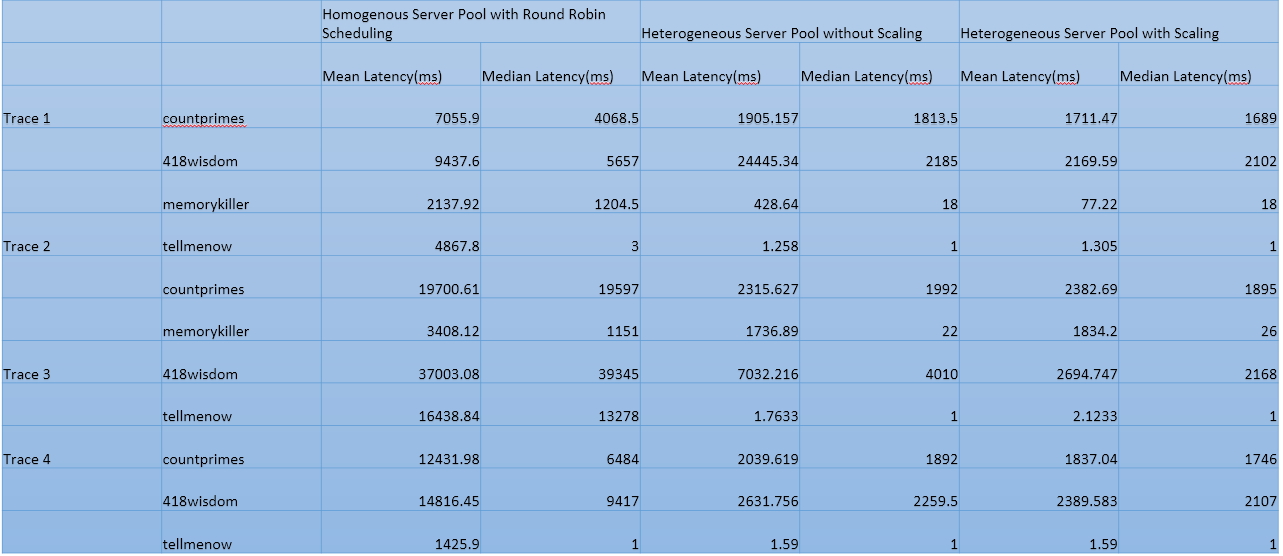 Homogenous Server Pool with Round Robin
Scheduling
Heterogeneous Server Pool without Scaling
Heterogeneous Server Pool with Scaling
Mean Latency(ms) Median Latency(ms) Mean Latency(ms) Median Latency(ms) Mean Latency(ms) Median Latency(ms)
Trace 1 countprimes 7055.9 4068.5 1905.157 1813.5 1711.47 1689
418wisdom 9437.6 5657 24445.34 2185 2169.59 2102
memorykiller 2137.92 1204.5 428.64 18 77.22 18
Trace 2 tellmenow 4867.8 3 1.258 1 1.305 1
countprimes 19700.61 19597 2315.627 1992 2382.69 1895
memorykiller 3408.12 1151 1736.89 22 1834.2 26
Trace 3 418wisdom 37003.08 39345 7032.216 4010 2694.747 2168
tellmenow 16438.84 13278 1.7633 1 2.1233 1
Trace 4 countprimes 12431.98 6484 2039.619 1892 1837.04 1746
418wisdom 14816.45 9417 2631.756 2259.5 2389.583 2107
tellmenow 1425.9 1 1.59 1 1.59 1